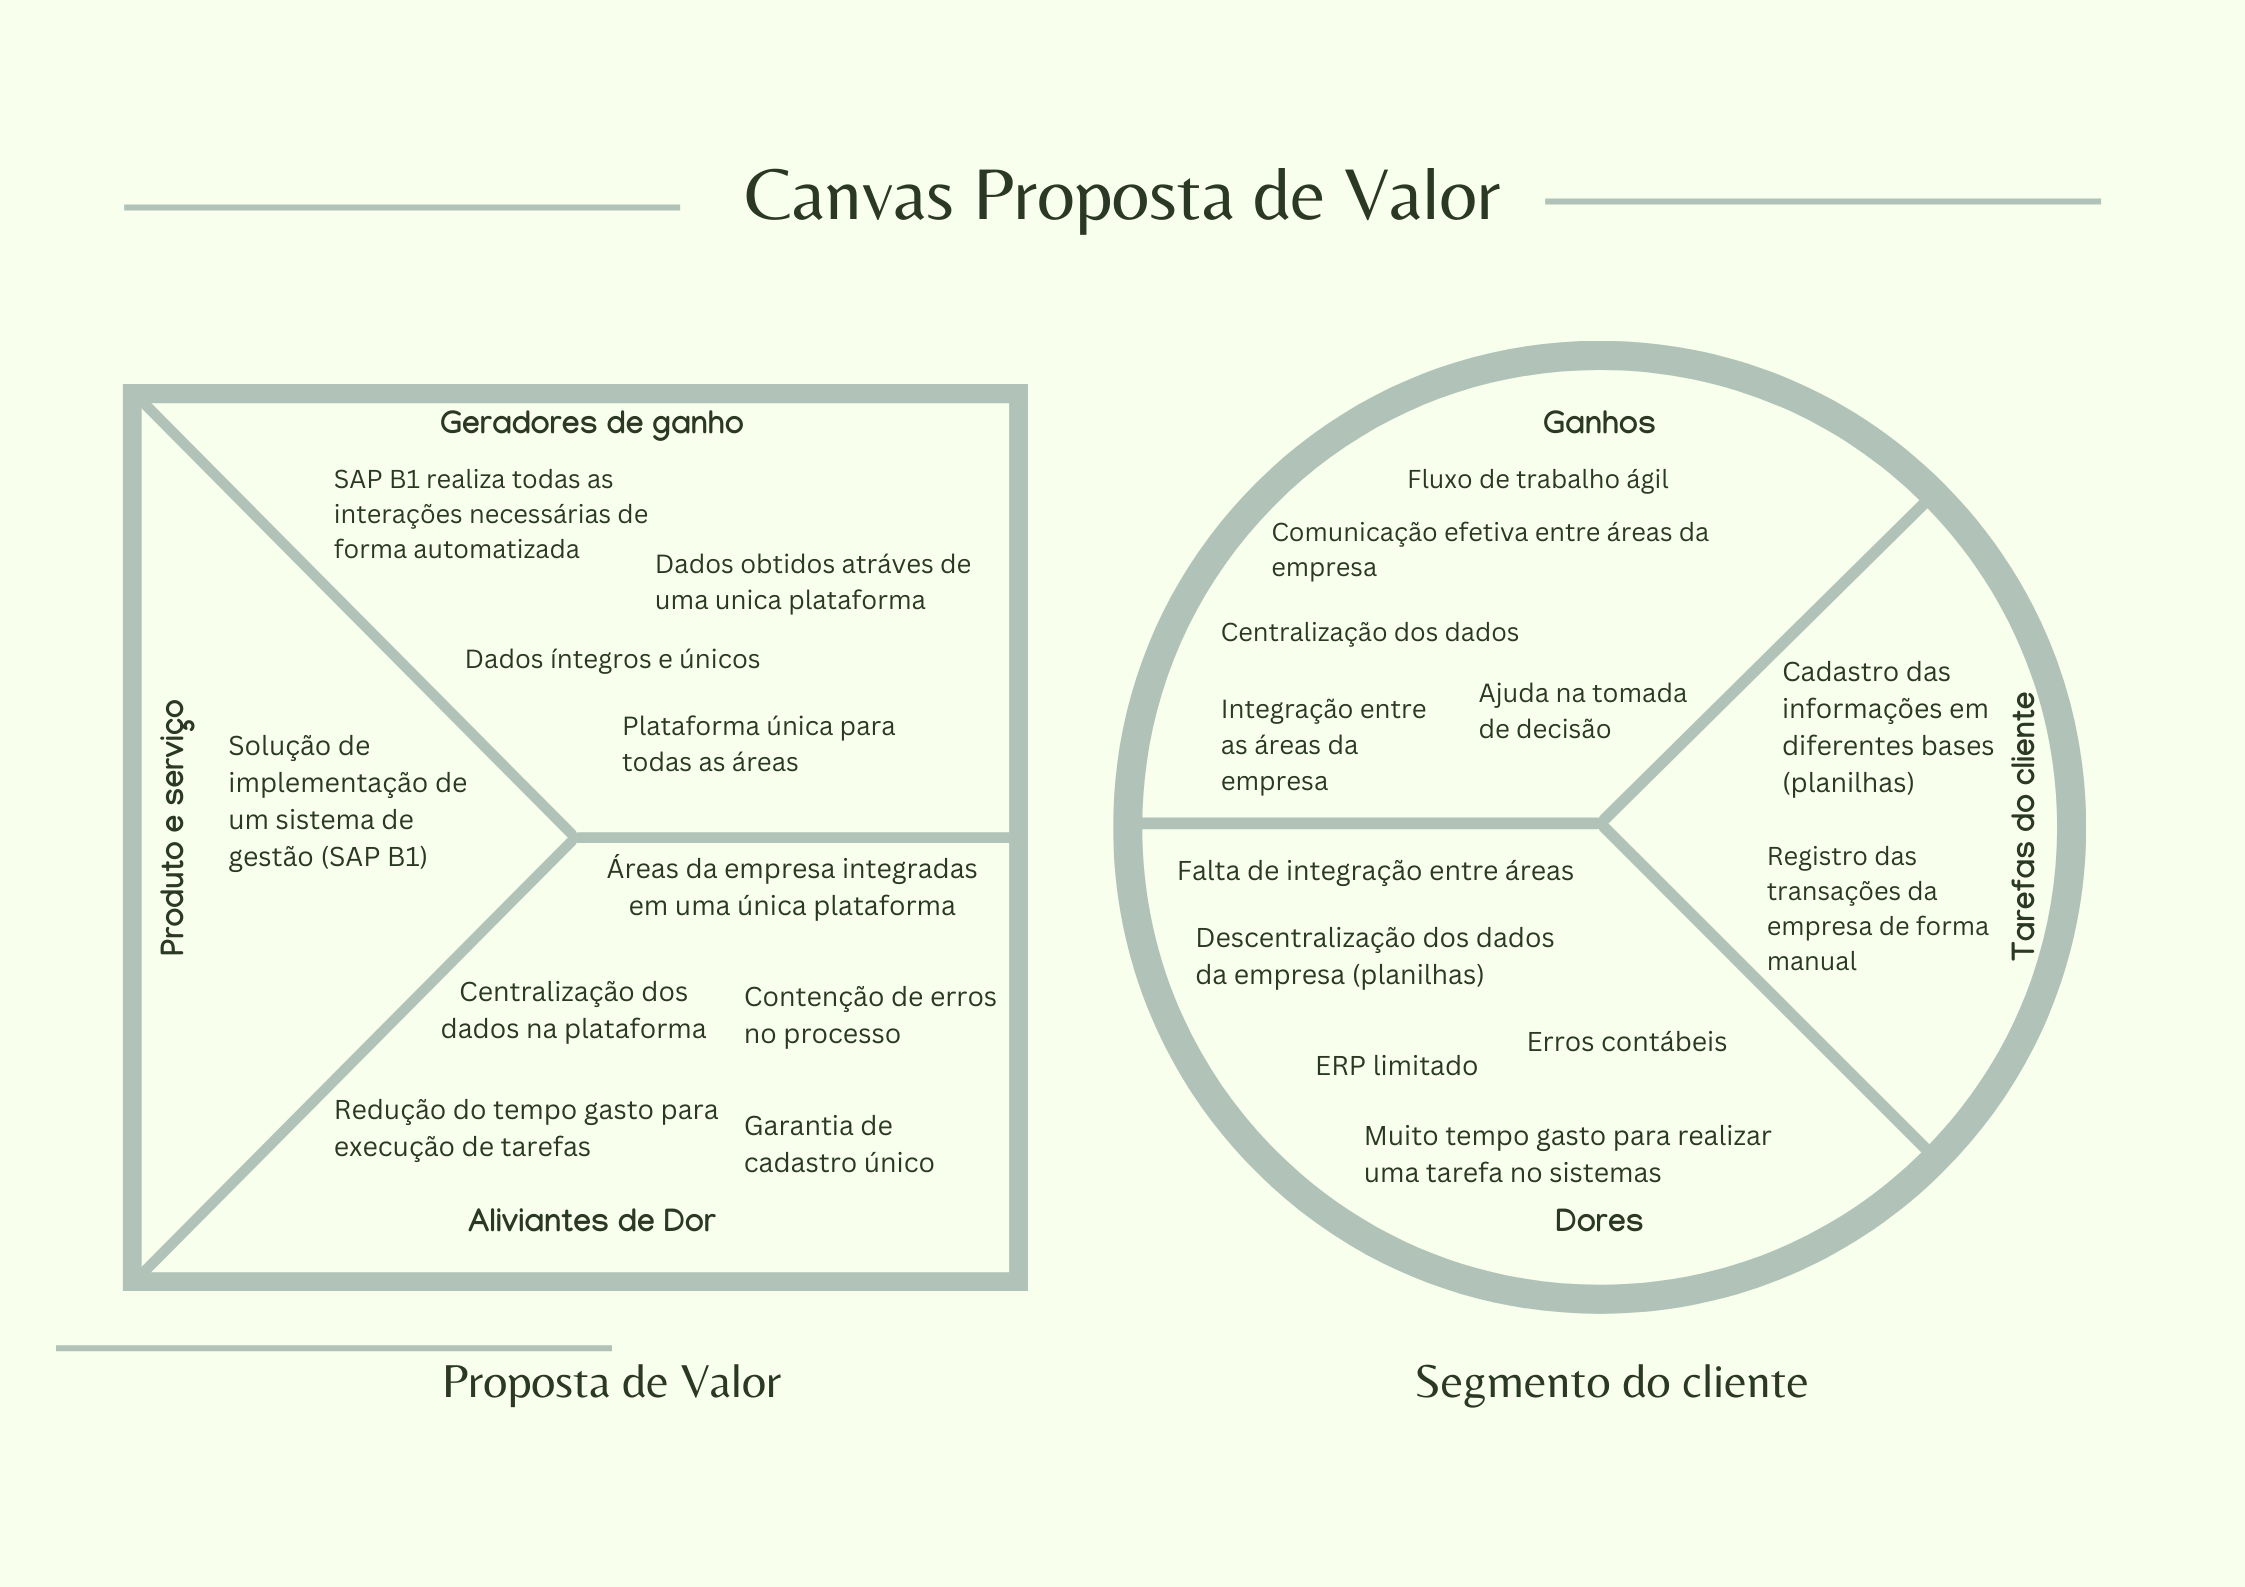 Canvas Proposta de Valor
Geradores de ganho
SAP B1 realiza todas as
interações necessárias de
forma automatizada
Dados obtidos atráves de
uma unica plataforma
Dados íntegros e únicos
Plataforma única para
todas as áreas
Produto e serviço
Solução de
implementação de
um sistema de
gestão (SAP B1)
Áreas da empresa integradas
em uma única plataforma
Centralização dos
dados na plataforma
Contenção de erros
no processo
Redução do tempo gasto para
execução de tarefas
Garantia de
cadastro único
Aliviantes de Dor
Proposta de Valor
Ganhos
Fluxo de trabalho ágil
Comunicação efetiva entre áreas da
empresa
Centralização dos dados
Integração entre
as áreas da
empresa
Ajuda na tomada
de decisão
Cadastro das
informações em
diferentes bases
(planilhas)
Registro das
transações da
empresa de forma
manual
Tarefas do cliente
Falta de integração entre áreas
Descentralização dos dados
da empresa (planilhas)
Erros contábeis
ERP limitado
Muito tempo gasto para realizar
uma tarefa no sistemas
Dores
Segmento do cliente